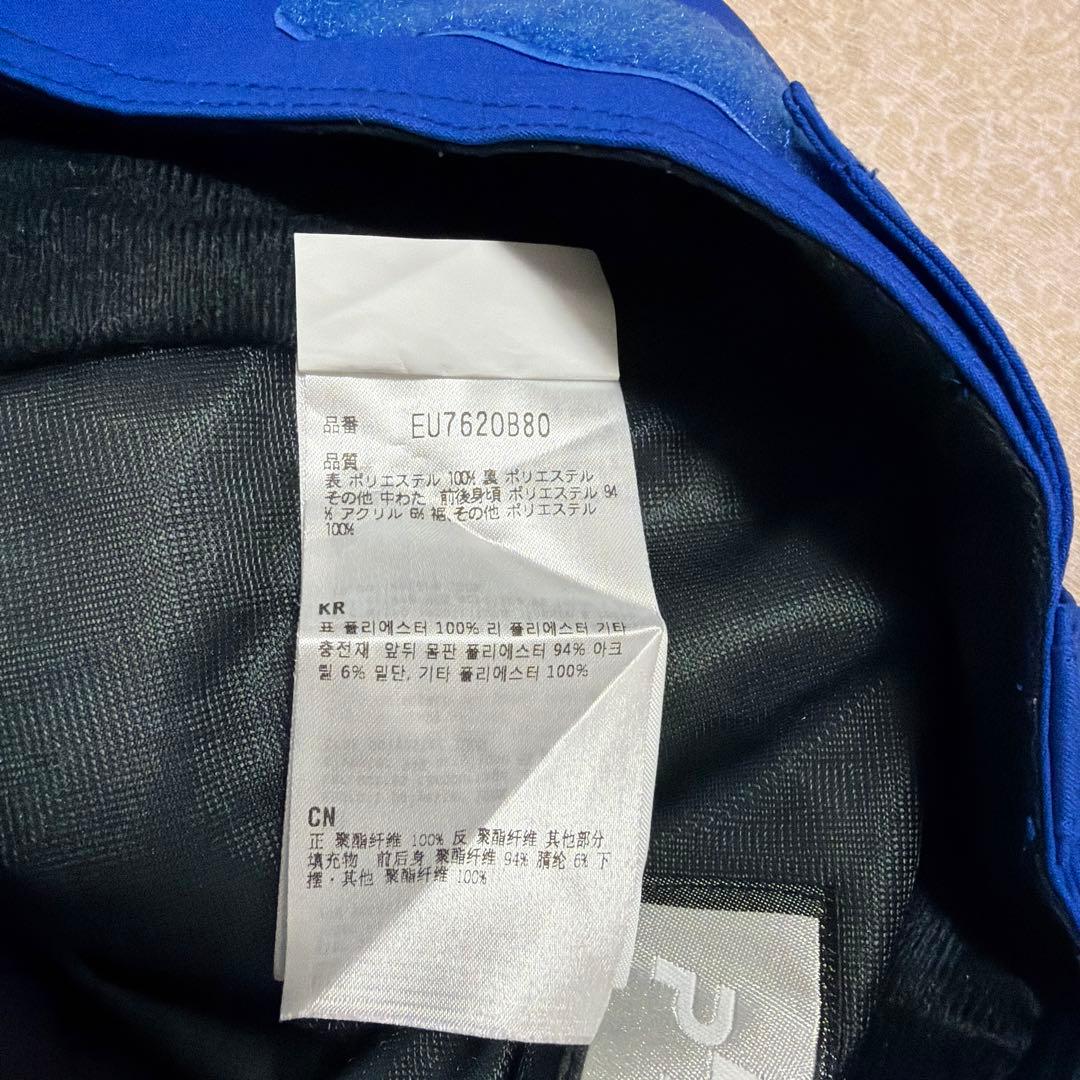 品番 EU7620B80
品質
表 ポリエステル 100% 裏 ポリエステル
その他 中わた 前後身頃 ポリエステル 94
% アクリル 6% 裾、その他 ポリエステル
100%
KR
표 폴리에스터 100% 리 폴리에스터 기타
충전재 앞뒤 몸판 폴리에스터 94% 아크
릴 6% 밑단, 기타 폴리에스터 100%
CN
正 聚酯纤维 100% 反 聚酯纤维 其他部分
填充物 前后身 聚酯纤维 94% 腈纶 6% 下
摆・其他 聚酯纤维 100%